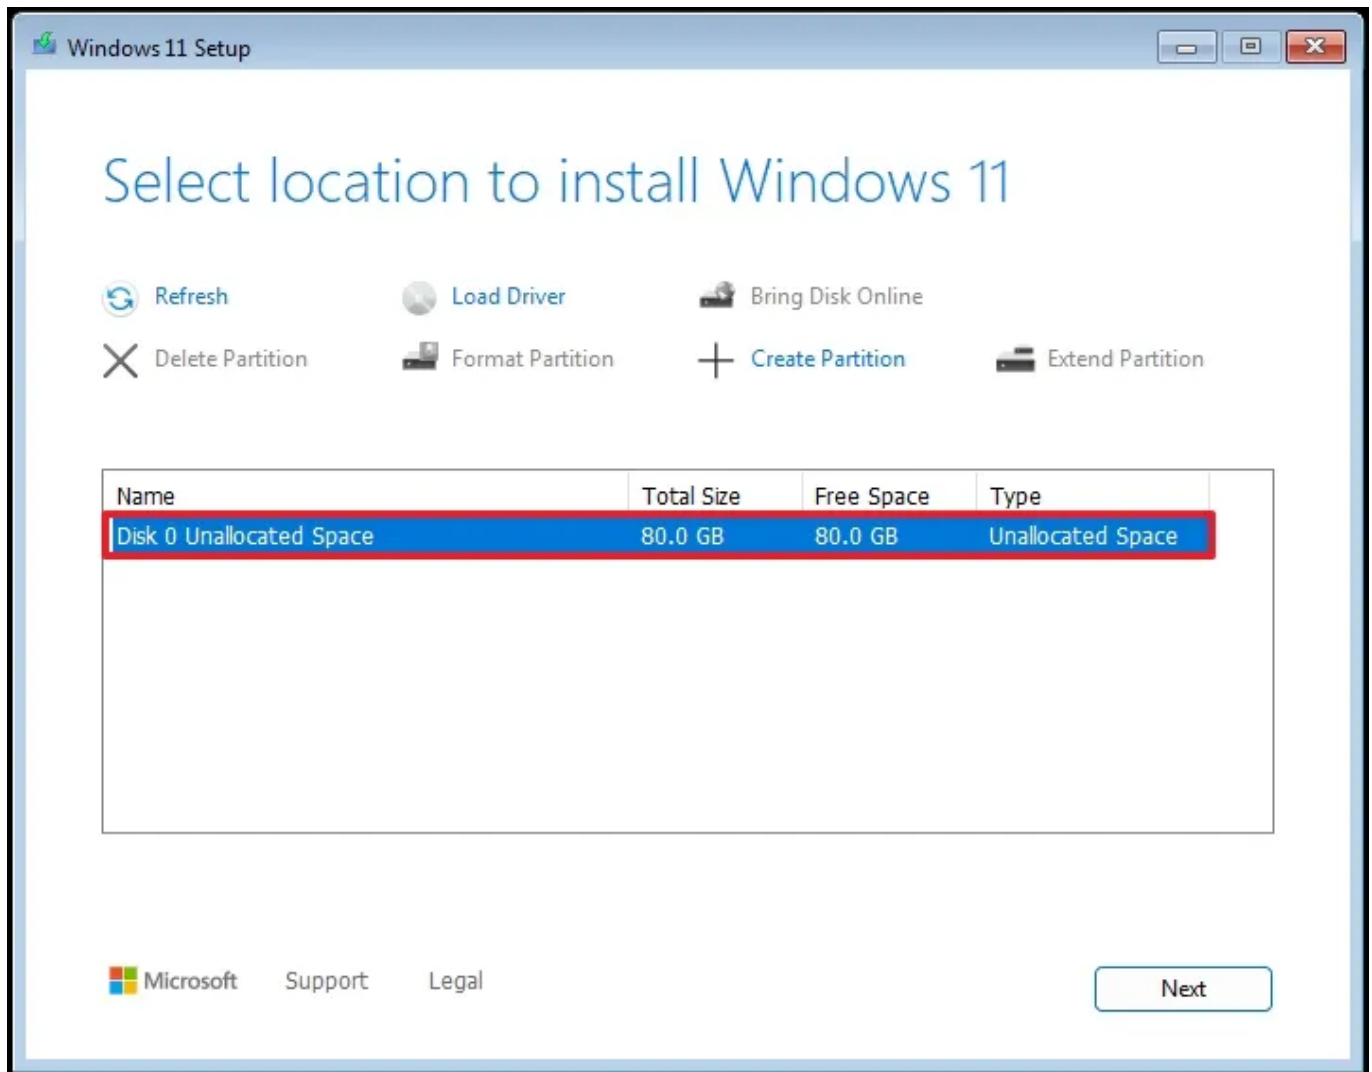 Windows 11 Setup
Select location to install Windows 11
Refresh Load Driver Bring Disk Online
Delete Partition Format Partition Create Partition Extend Partition
Name Total Size Free Space Type
Disk 0 Unallocated Space 80.0 GB 80.0 GB Unallocated Space
Microsoft Support Legal Next